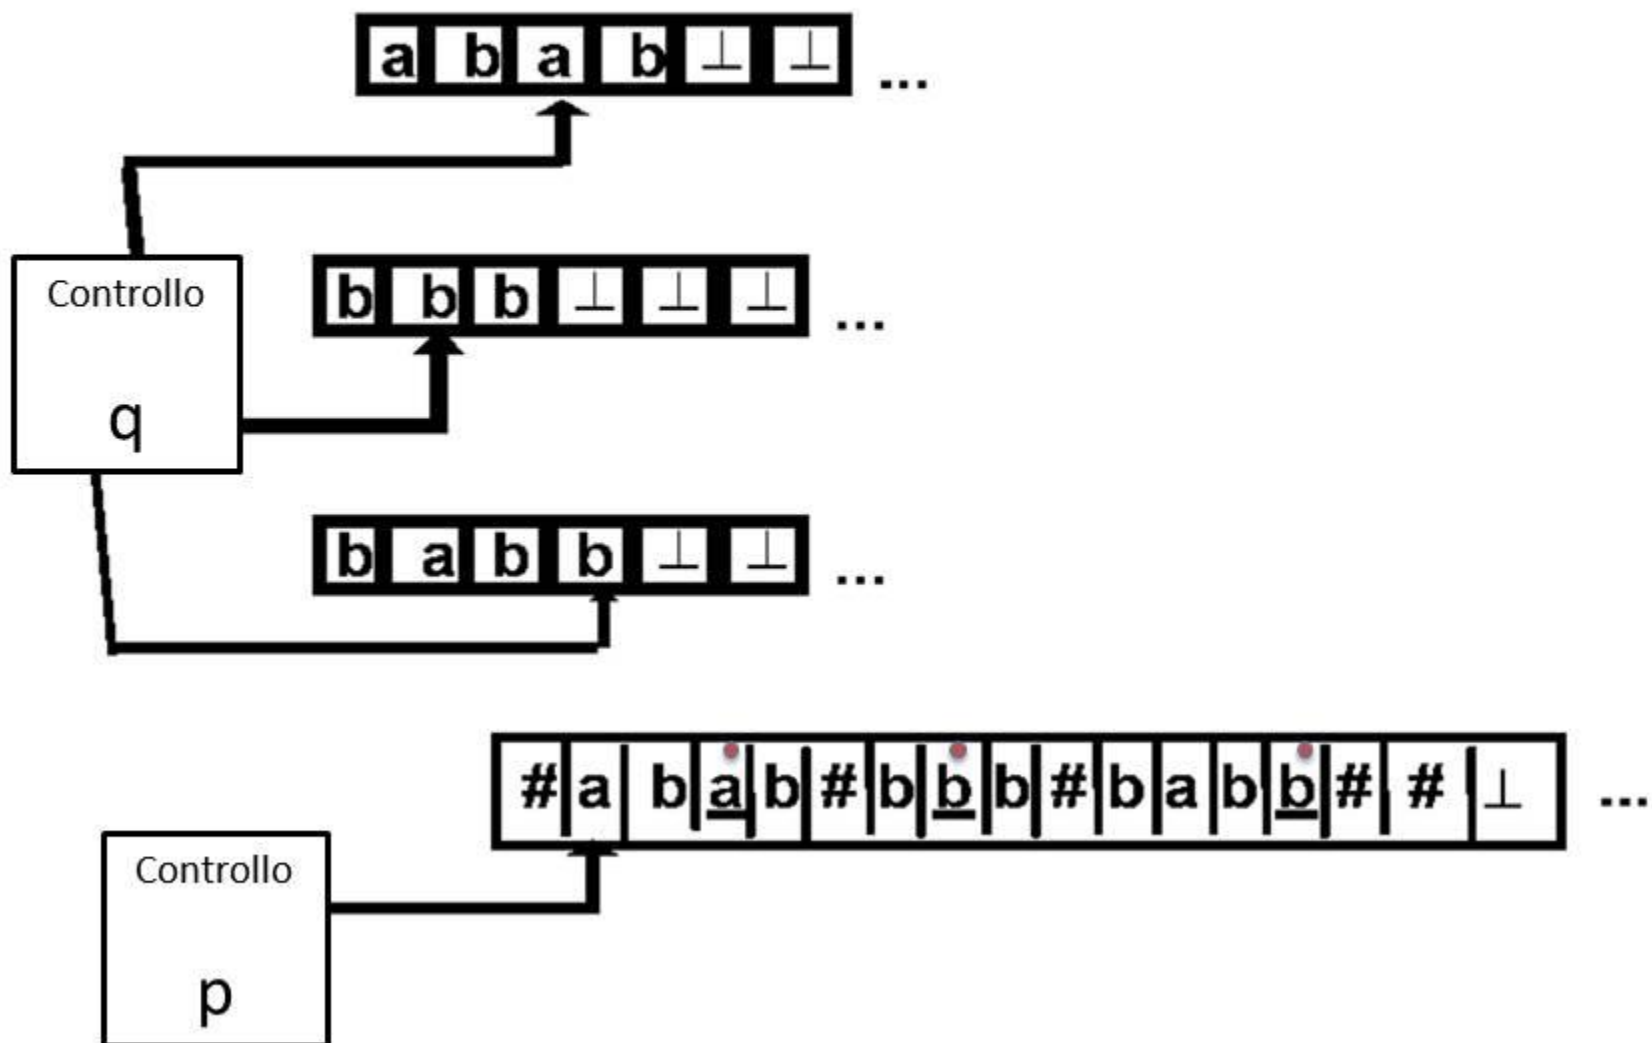 a b a b ⊥ ⊥ ...
Controllo
q
b b b ⊥ ⊥ ⊥ ...
b a b b ⊥ ⊥ ...
# a b a b # b b b # b a b b # # ⊥ ...
Controllo
p